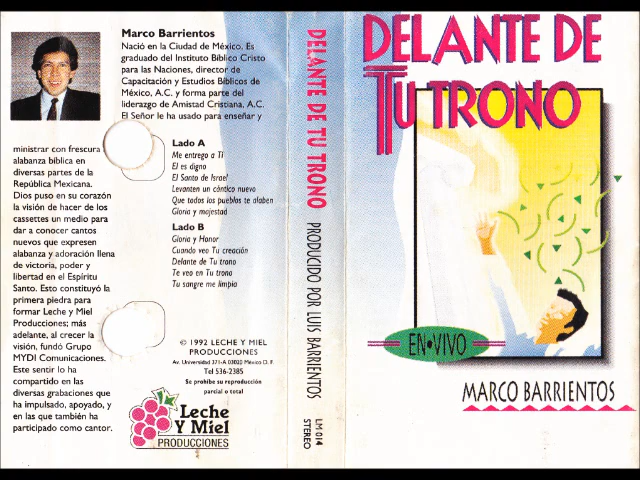 Marco Barrientos
Nació en la Ciudad de México. Es
graduado del Instituto Bíblico Cristo
para las Naciones, director de
Capacitación y Estudios Bíblicos de
México, A.C. y forma parte del
liderazgo de Amistad Cristiana, A.C.
El Señor le ha usado para enseñar y
ministrar con frescura
alabanza bíblica en
diversas partes de la
República Mexicana.
Dios puso en su corazón
la visión de hacer de los
cassettes un medio para
dar a conocer cantos
nuevos que expresen
alabanza y adoración llena
de victoria, poder y
libertad en el Espíritu
Santo. Esto constituyó la
primera piedra para
formar Leche y Miel
Producciones; más
adelante, al crecer la
visión, fundó Grupo
MYDI Comunicaciones.
Este sentir lo ha
compartido en las
diversas grabaciones que
ha impulsado, apoyado, y
en las que también ha
participado como cantor.
Lado A
Me entrego a Ti
El es digno
El Santo de Israel
Levanten un cántico nuevo
Que todos los pueblos te alaben
Gloria y majestad
Lado B
Gloria y Honor
Cuando veo Tu creación
Delante de Tu trono
Te veo en Tu trono
Tu sangre me limpio
© 1992 LECHE Y MIEL
PRODUCCIONES
Av. Universidad 371-A 03020 México D. F.
Tel 536-2385
Se prohíbe su reproducción
parcial o total
Leche
Y Miel
PRODUCCIONES
DELANTE DE TU TRONO
PRODUCIDO POR LUIS BARRIENTOS
LM 014
STEREO
DELANTE DE
TU TRONO
EN•VIVO
MARCO BARRIENTOS